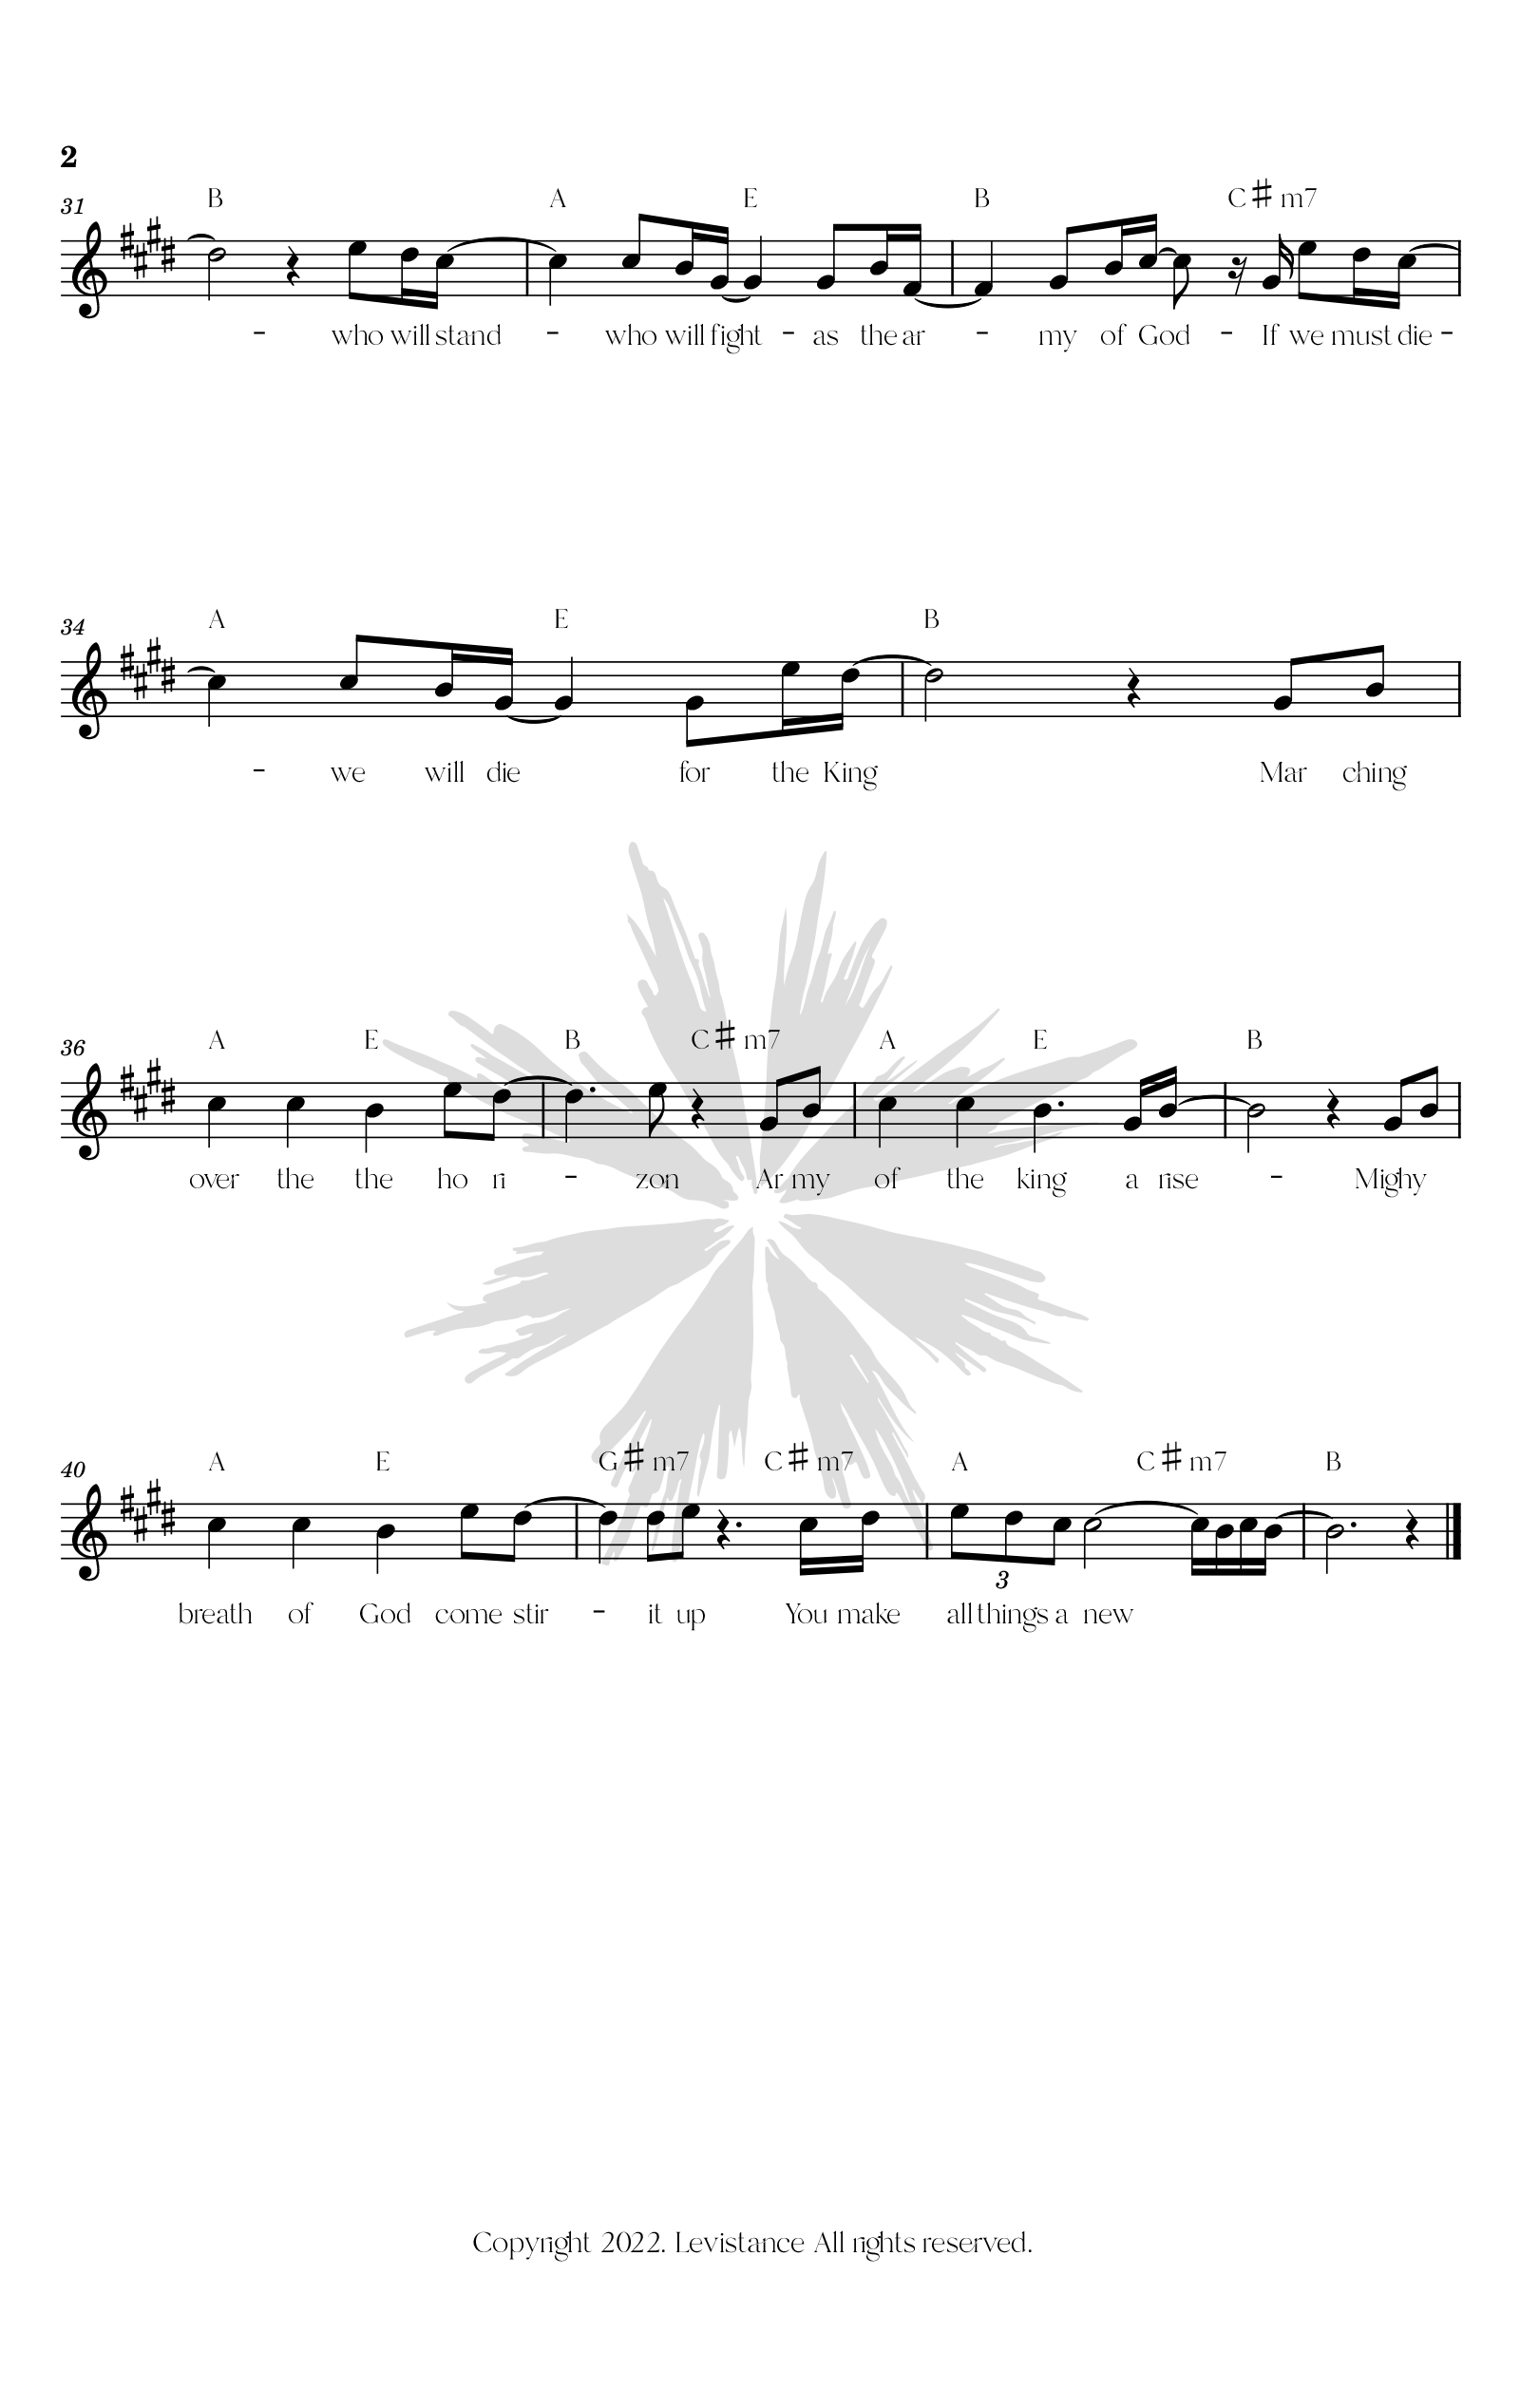 2
B A E B C♯m7
31
- who will stand - who will fight - as the ar - my of God - If we must die -
A E B
34
- we will die for the King Mar ching
A E B C♯m7 A E B
36
over the the ho ri - zon Ar my of the king a rise - Mighy
A E G♯m7 C♯m7 A C♯m7 B
40
3
breath of God come stir - it up You make all things a new
Copyright 2022. Levistance All rights reserved.